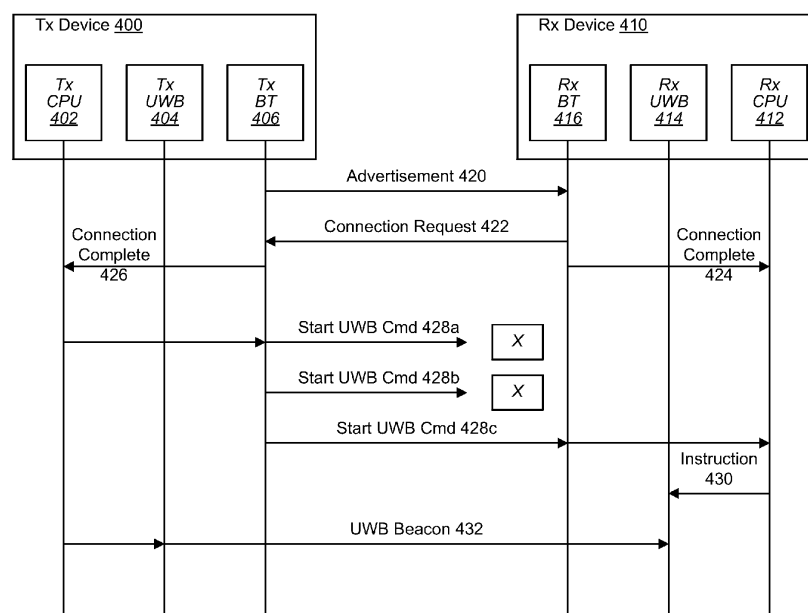 Tx Device 400
Rx Device 410
Tx
CPU
402
Tx
UWB
404
Tx
BT
406
Rx
BT
416
Rx
UWB
414
Rx
CPU
412
Advertisement 420
Connection Request 422
Connection
Complete
426
Connection
Complete
424
Start UWB Cmd 428a
X
Start UWB Cmd 428b
X
Start UWB Cmd 428c
Instruction
430
UWB Beacon 432